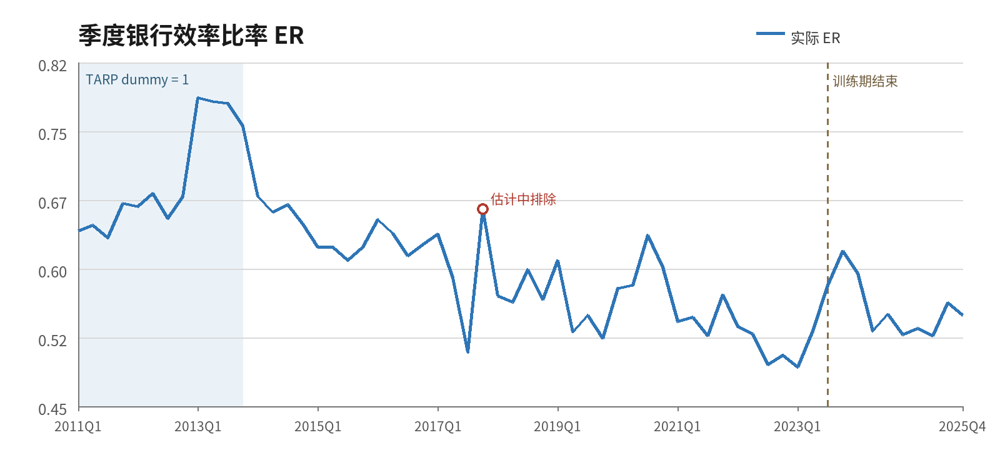 季度银行效率比率 ER
实际 ER
0.82
TARP dummy = 1
训练期结束
0.75
0.67
估计中排除
0.60
0.52
0.45
2011Q1
2013Q1
2015Q1
2017Q1
2019Q1
2021Q1
2023Q1
2025Q4